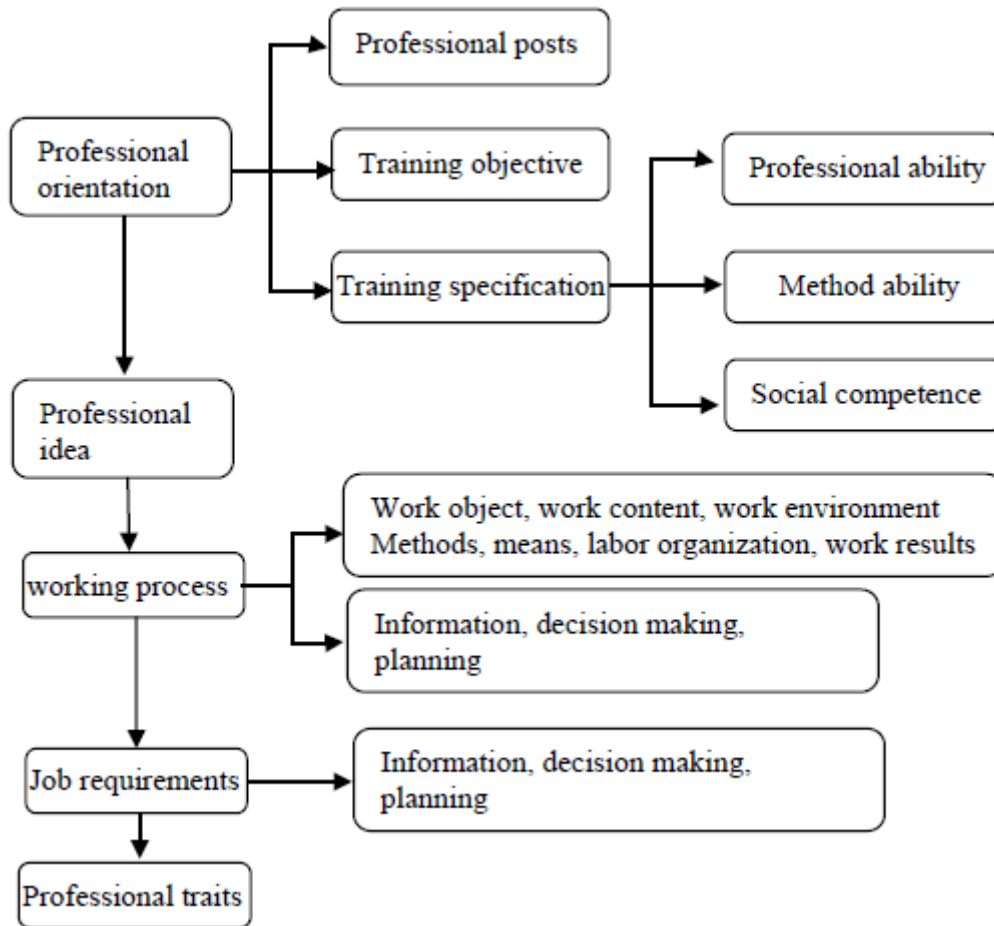 Professional posts
Professional
orientation
Training objective
Professional ability
Training specification
Method ability
Social competence
Professional
idea
Work object, work content, work environment
Methods, means, labor organization, work results
working process
Information, decision making,
planning
Job requirements
Information, decision making,
planning
Professional traits